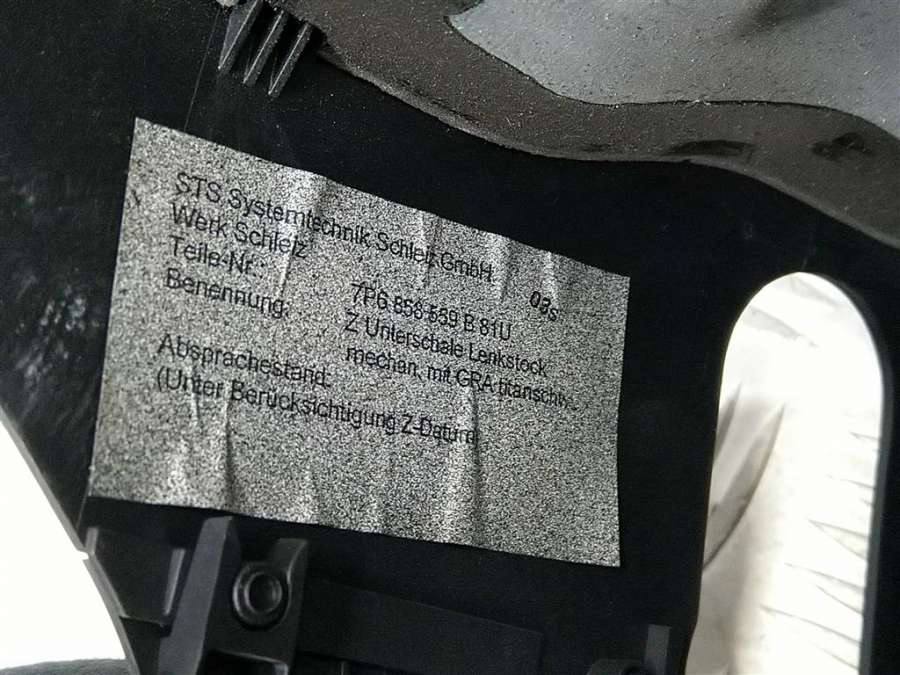 STS Systemtechnik Schleiz GmbH
Werk Schleiz
Teile-Nr.: 7P6 858 559 B 81U
Benennung: Z Unterschale Lenkstock
mechan. mit GRA titanschw.
Absprachestand:
(Unter Berücksichtigung Z-Datum